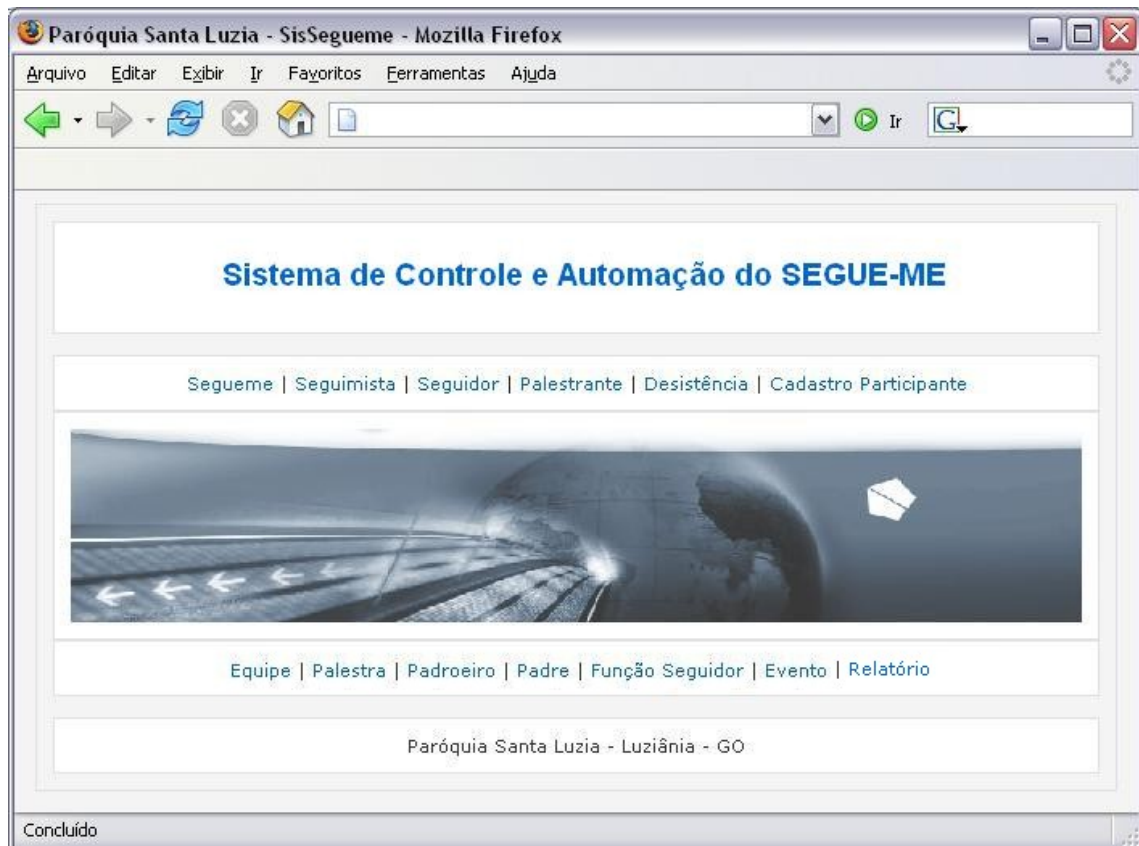 Paróquia Santa Luzia - SisSegueme - Mozilla Firefox
Arquivo Editar Exibir Ir Favoritos Ferramentas Ajuda
Ir G
Sistema de Controle e Automação do SEGUE-ME
Segueme | Seguimista | Seguidor | Palestrante | Desistência | Cadastro Participante
Equipe | Palestra | Padroeiro | Padre | Função Seguidor | Evento | Relatório
Paróquia Santa Luzia - Luziânia - GO
Concluído